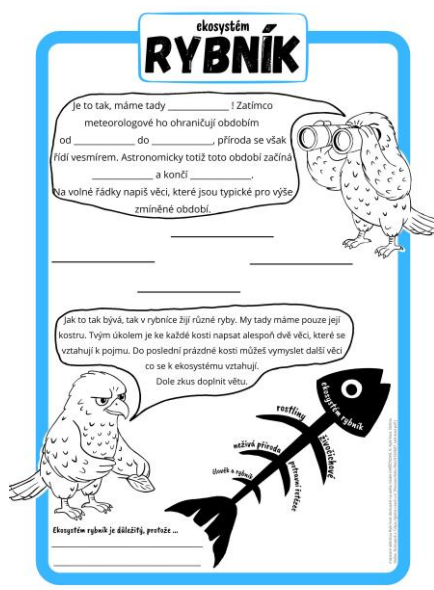 ekosystém
RYBNÍK
Je to tak, máme tady ____________ ! Zatímco
meteorologové ho ohraničují obdobím
od ____________ do ____________, příroda se však
řídí vesmírem. Astronomicky totiž toto období začíná
____________ a končí ____________.
Na volné řádky napiš věci, které jsou typické pro výše
zmíněné období.
Jak to tak bývá, tak v rybníce žijí různé ryby. My tady máme pouze její
kostru. Tvým úkolem je ke každé kosti napsat alespoň dvě věci, které se
vztahují k pojmu. Do poslední prázdné kosti můžeš vymyslet další věci
co se k ekosystému vztahují.
Dole zkus doplnit větu.
ekosystém rybník
rostliny
živočichové
neživá příroda
potravní řetězec
člověk a rybník
Ekosystém rybník je důležitý, protože ...